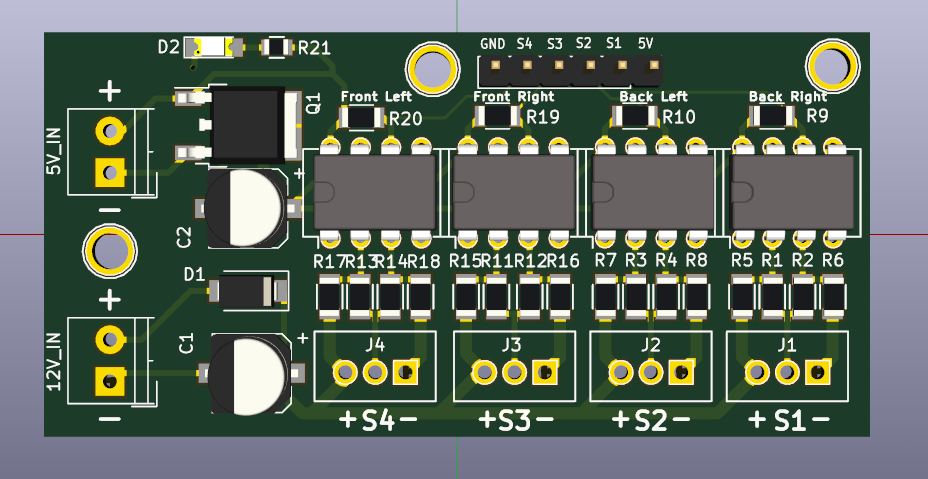 D2
R21
GND S4 S3 S2 S1 5V
Front Left Front Right Back Left Back Right
+
Q1
R20 R19 R10 R9
5V_IN
+
−
C2
R17 R13 R14 R18 R15 R11 R12 R16 R7 R3 R4 R8 R5 R1 R2 R6
D1
+
C1
+
J4 J3 J2 J1
12V_IN
−
+S4- +S3- +S2- +S1-